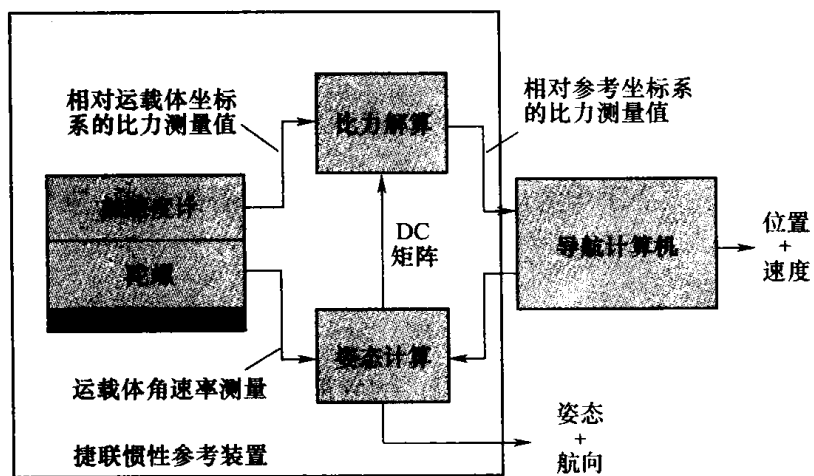 相对运载体坐标
系的比力测量值
比力解算
相对参考坐标系
的比力测量值
加速度计
陀螺
DC
矩阵
导航计算机
位置
+
速度
姿态计算
运载体角速率测量
姿态
+
航向
捷联惯性参考装置